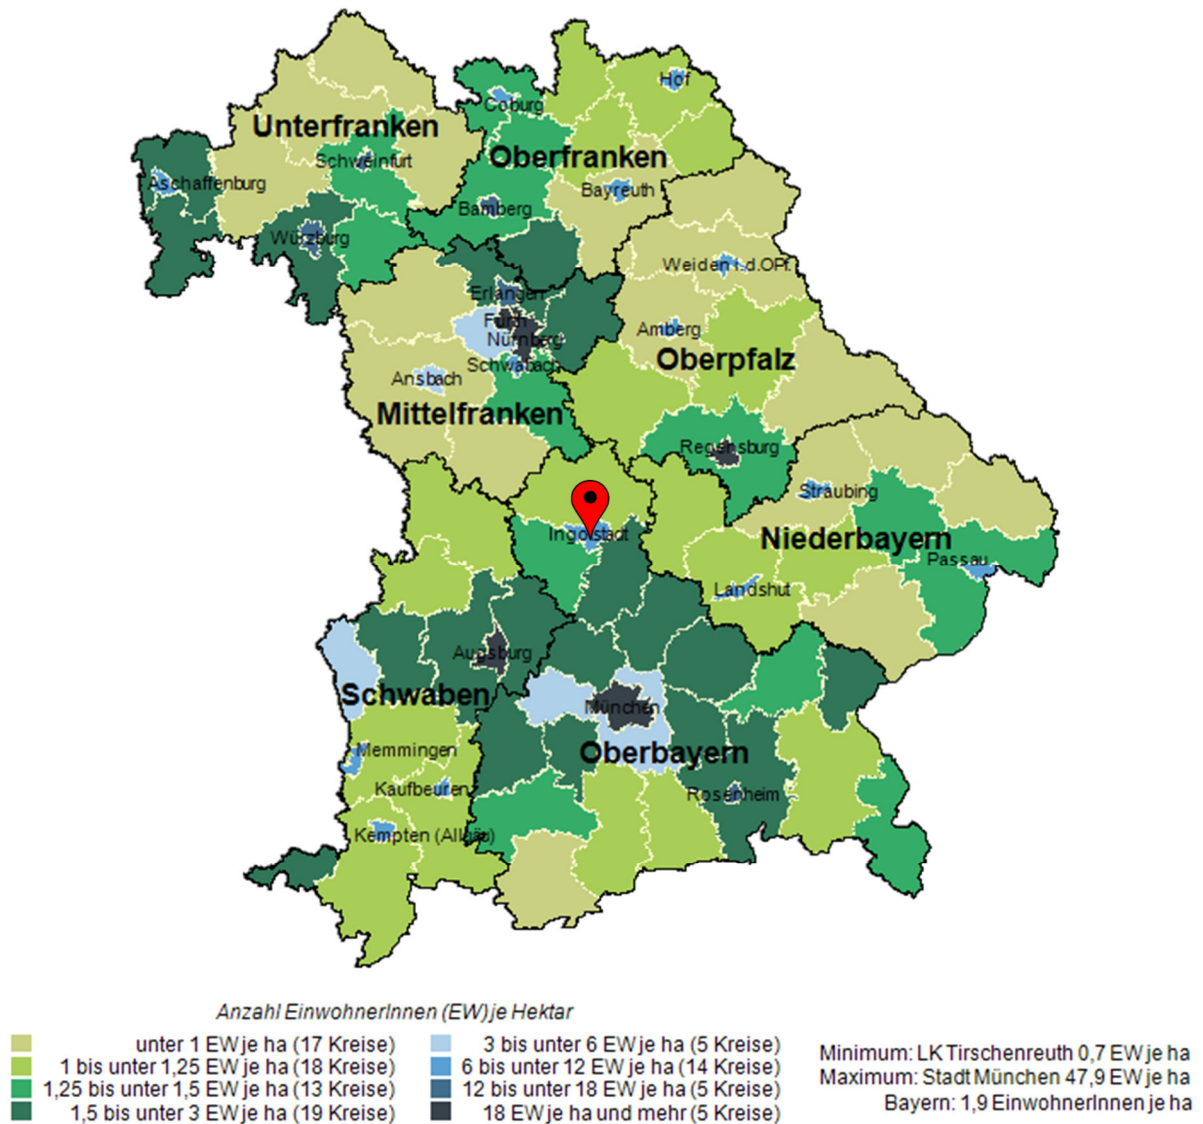 Hof
Coburg
Unterfranken
Oberfranken
Schweinfurt
Aschaffenburg
Bayreuth
Bamberg
Würzburg
Weiden i.d.OPf.
Erlangen
Fürth
Nürnberg
Amberg
Oberpfalz
Schwabach
Ansbach
Mittelfranken
Regensburg
Straubing
Ingolstadt
Niederbayern
Passau
Landshut
Augsburg
Schwaben
München
Oberbayern
Memmingen
Kaufbeuren
Rosenheim
Kempten (Allgäu)
Anzahl EinwohnerInnen (EW) je Hektar
unter 1 EW je ha (17 Kreise)
1 bis unter 1,25 EW je ha (18 Kreise)
1,25 bis unter 1,5 EW je ha (13 Kreise)
1,5 bis unter 3 EW je ha (19 Kreise)
3 bis unter 6 EW je ha (5 Kreise)
6 bis unter 12 EW je ha (14 Kreise)
12 bis unter 18 EW je ha (5 Kreise)
18 EW je ha und mehr (5 Kreise)
Minimum: LK Tirschenreuth 0,7 EW je ha
Maximum: Stadt München 47,9 EW je ha
Bayern: 1,9 EinwohnerInnen je ha